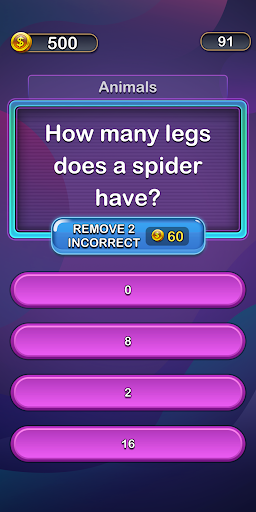 500
91
Animals
How many legs
does a spider
have?
REMOVE 2
INCORRECT
60
0
8
2
16